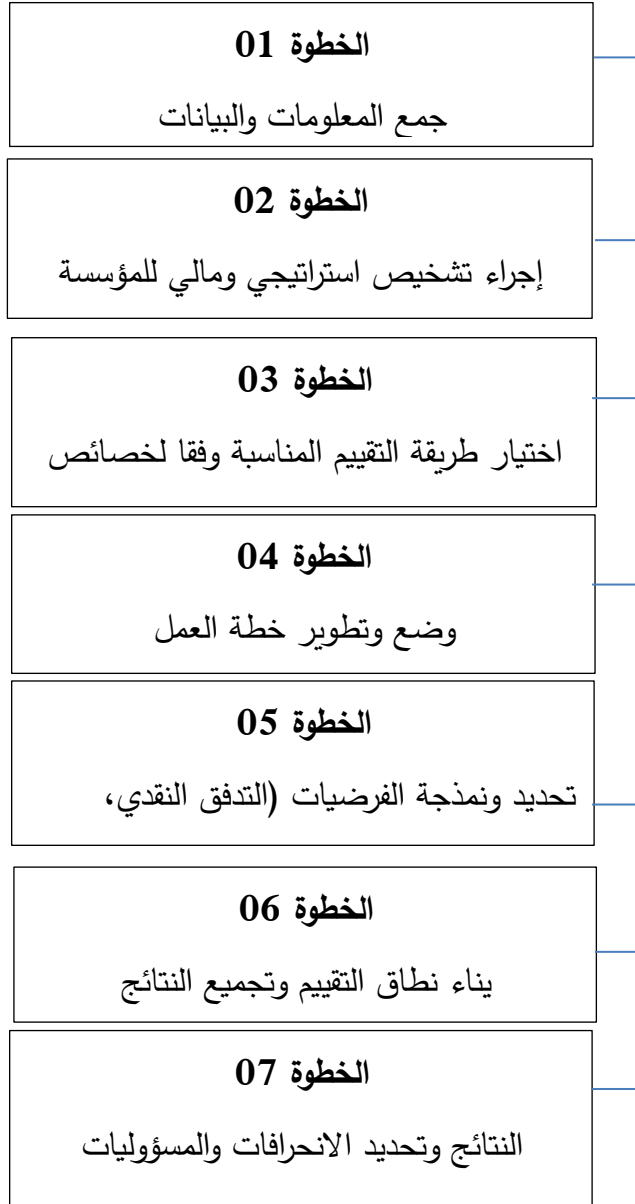 الخطوة 01
جمع المعلومات والبيانات
الخطوة 02
إجراء تشخيص استراتيجي ومالي للمؤسسة
الخطوة 03
اختيار طريقة التقييم المناسبة وفقا لخصائص
الخطوة 04
وضع وتطوير خطة العمل
الخطوة 05
تحديد ونمذجة الفرضيات (التدفق النقدي،
الخطوة 06
يناء نطاق التقييم وتجميع النتائج
الخطوة 07
النتائج وتحديد الانحرافات والمسؤوليات